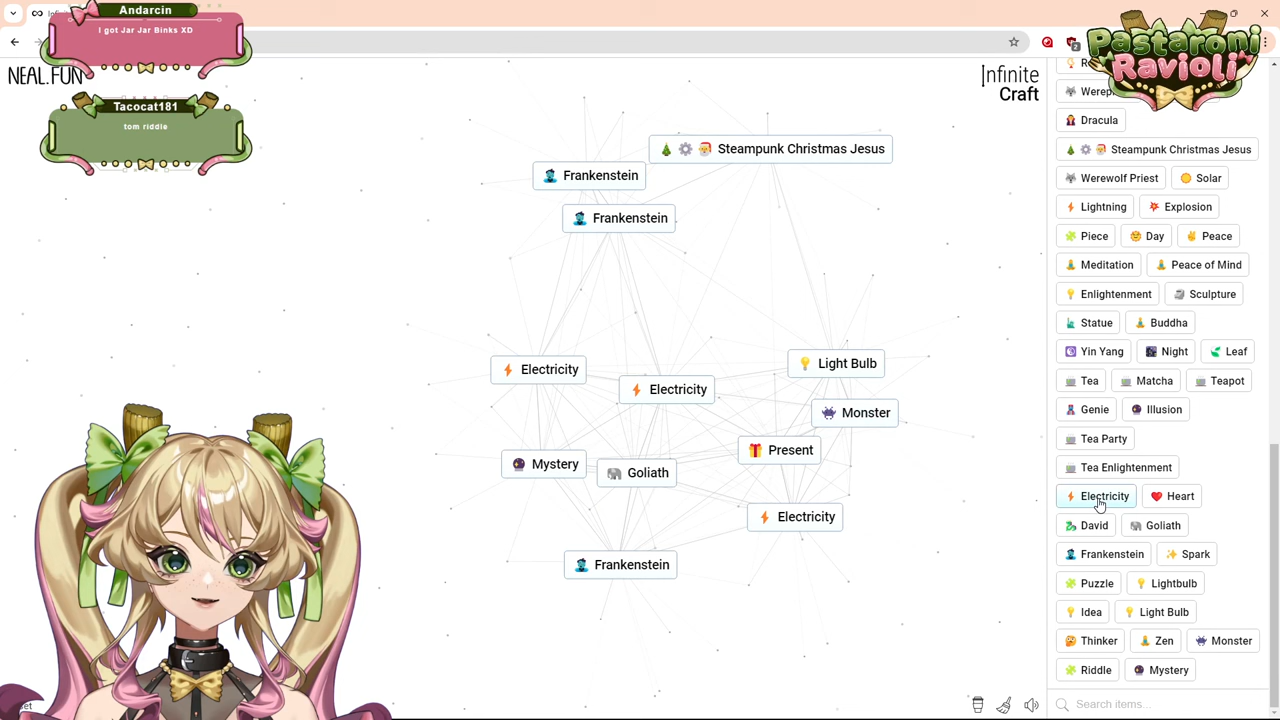 Andarcin
I got Jar Jar Binks XD
NEAL.FUN
Tacocat181
tom riddle
Pastaroni
Ravioli
Infinite
Craft
Steampunk Christmas Jesus
Frankenstein
Frankenstein
Electricity
Electricity
Light Bulb
Monster
Mystery
Goliath
Present
Electricity
Frankenstein
Dracula
Steampunk Christmas Jesus
Werewolf Priest Solar
Lightning Explosion
Piece Day Peace
Meditation Peace of Mind
Enlightenment Sculpture
Statue Buddha
Yin Yang Night Leaf
Tea Matcha Teapot
Genie Illusion
Tea Party
Tea Enlightenment
Electricity Heart
David Goliath
Frankenstein Spark
Puzzle Lightbulb
Idea Light Bulb
Thinker Zen Monster
Riddle Mystery
Search items...